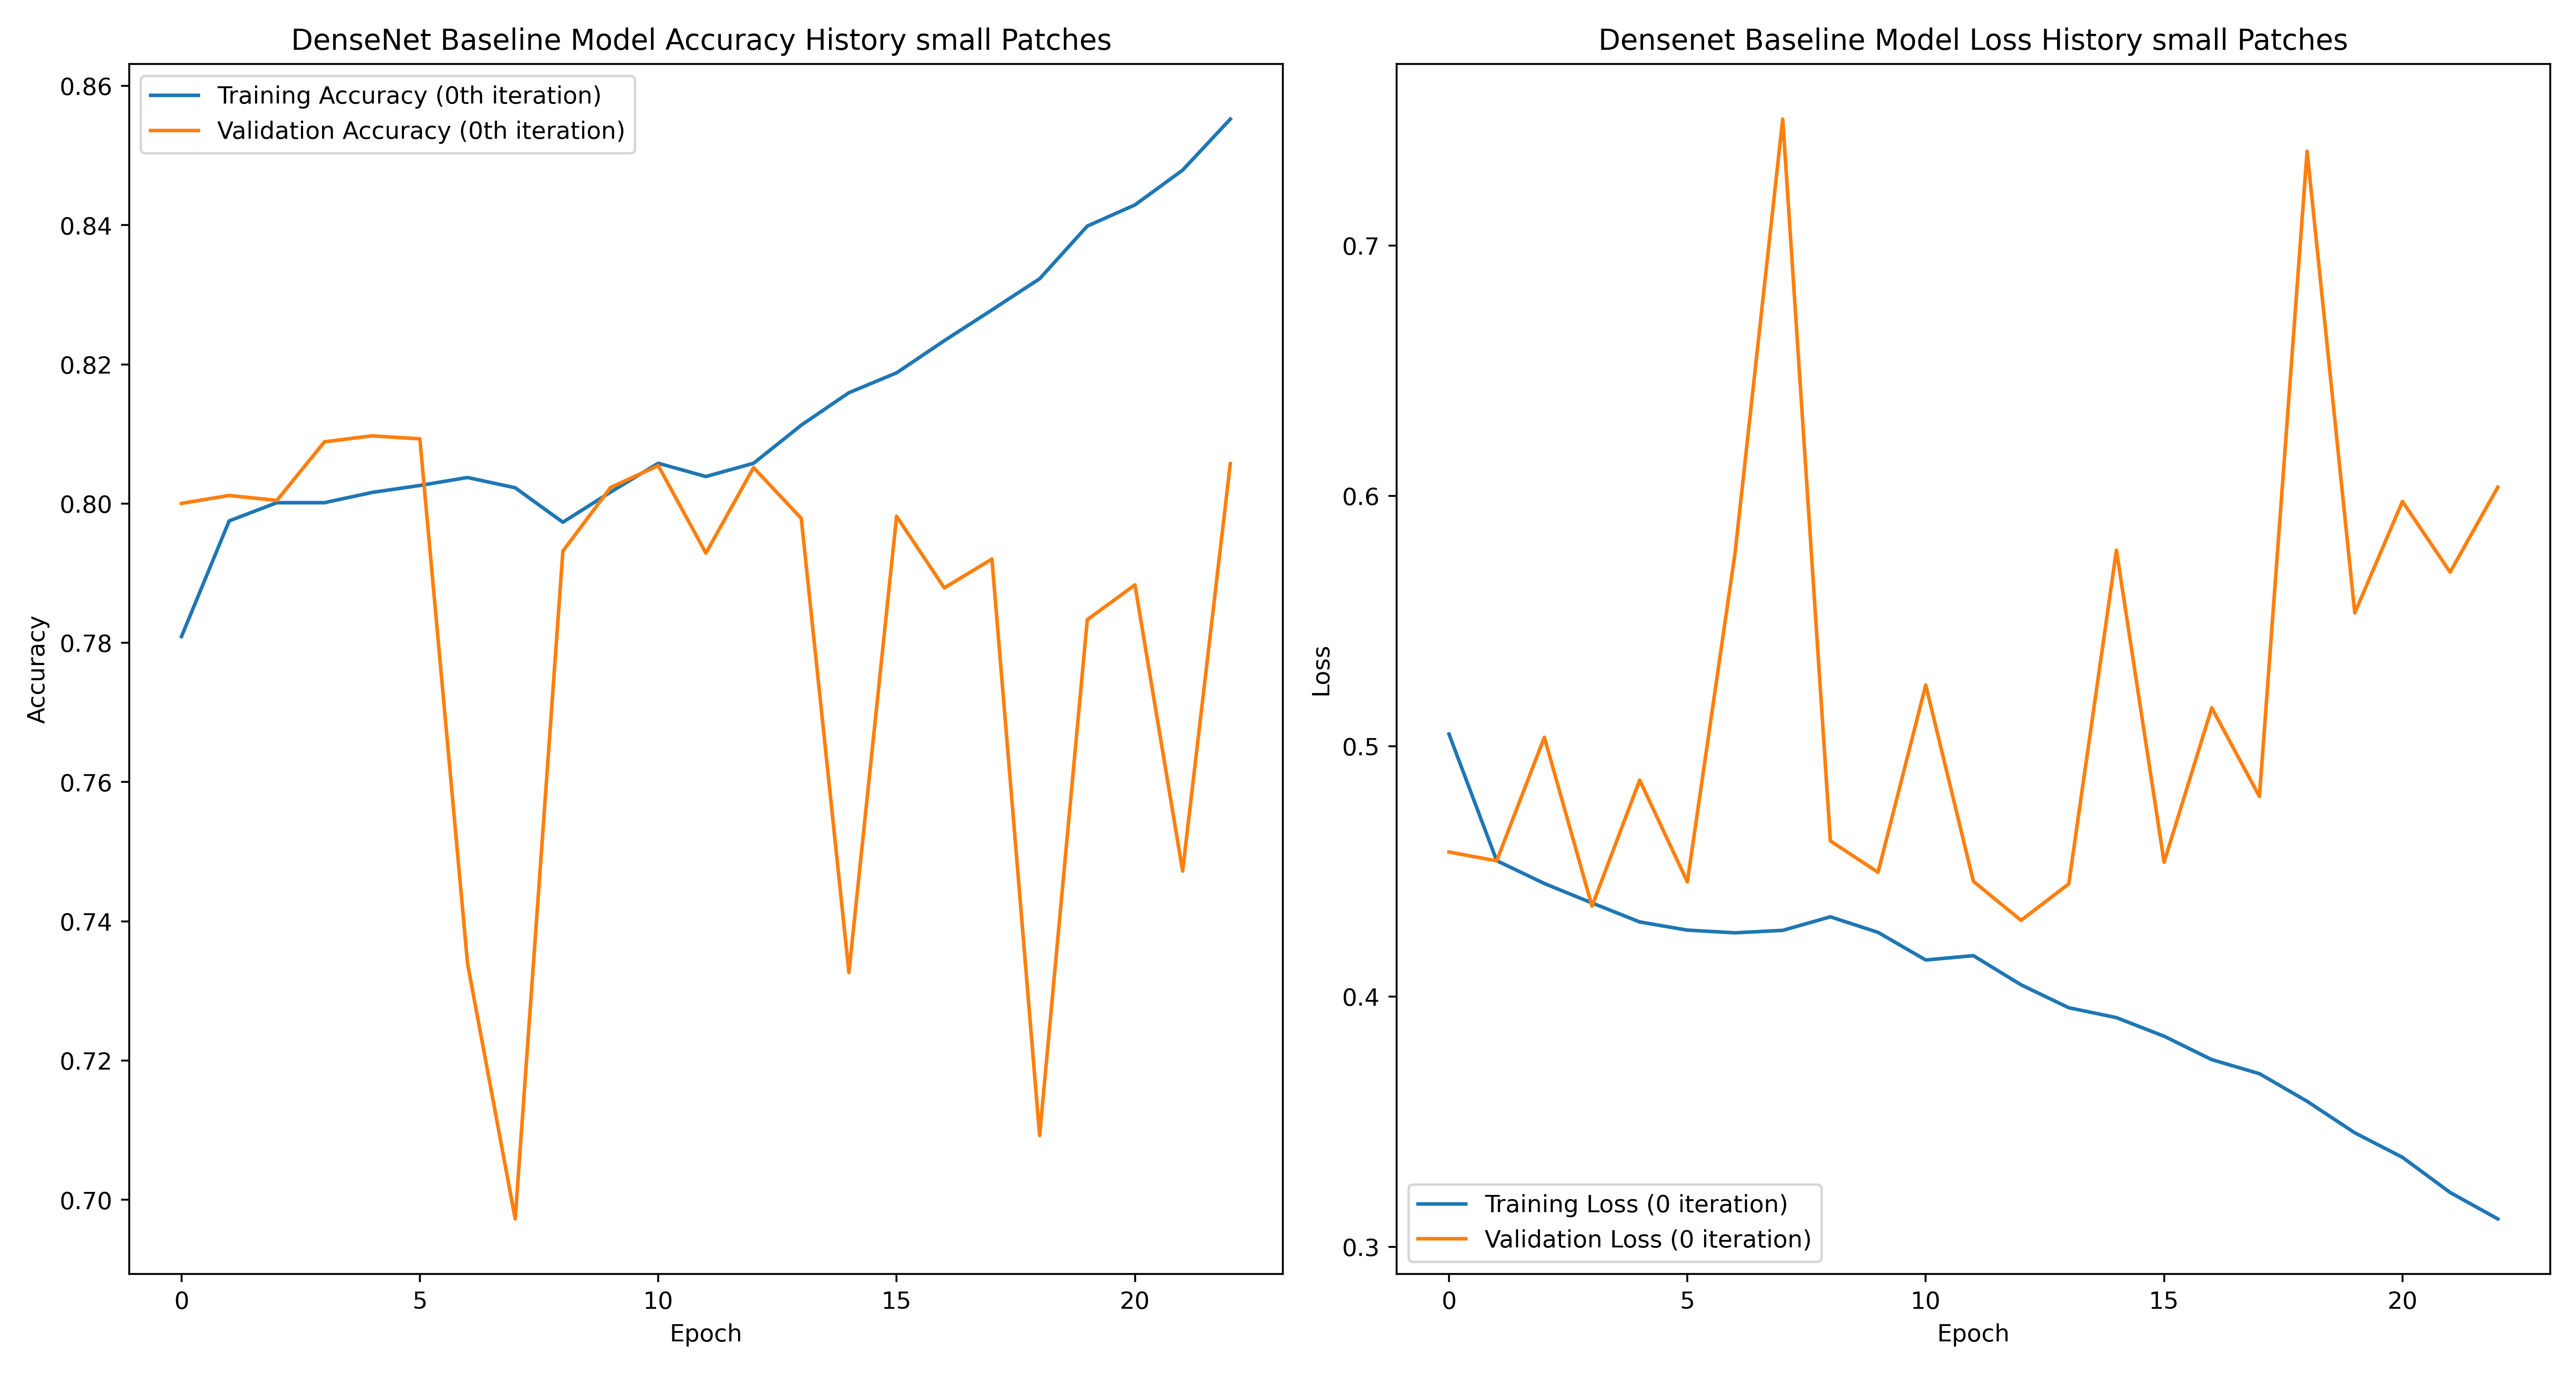 DenseNet Baseline Model Accuracy History small Patches
Training Accuracy (0th iteration)
Validation Accuracy (0th iteration)
0.86
0.84
0.82
0.80
0.78
0.76
0.74
0.72
0.70
Accuracy
0
5
10
15
20
Epoch
Densenet Baseline Model Loss History small Patches
0.7
0.6
0.5
0.4
0.3
Loss
Training Loss (0 iteration)
Validation Loss (0 iteration)
0
5
10
15
20
Epoch